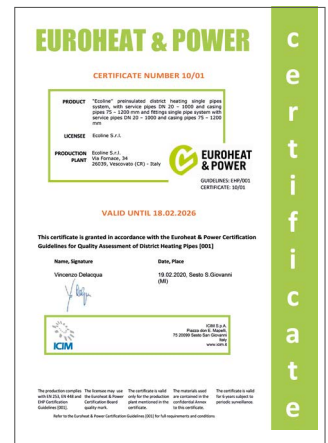 EUROHEAT & POWER
CERTIFICATE NUMBER 10/01
PRODUCT "Ecoline" preinsulated district heating single pipes
system, with service pipes DN 20 – 1000 and casing
pipes 75 – 1200 mm and fittings single pipe system with
service pipes DN 20 – 1000 and casing pipes 75 – 1200
mm
LICENSEE Ecoline S.r.l.
PRODUCTION Ecoline S.r.l.
PLANT Via Fornace, 34
26039, Vescovato (CR) - Italy
EUROHEAT
& POWER
GUIDELINES: EHP/001
CERTIFICATE: 10/01
VALID UNTIL 18.02.2026
This certificate is granted in accordance with the Euroheat & Power Certification
Guidelines for Quality Assessment of District Heating Pipes [001]
Name, Signature Date, Place
Vincenzo Delacqua 19.02.2020, Sesto S.Giovanni
(MI)
ICIM
ICIM S.p.A.
Piazza don E. Mapelli,
75 20099 Sesto San Giovanni
Italy
www.icim.it
The production complies
with EN 253, EN 448 and
EHP Certification
Guidelines [001].
The licensee may use
the Euroheat & Power
Certification Board
quality mark.
The certificate is valid
only for the production
plant mentioned in the
certificate.
The materials used
are contained in the
confidential Annex
to this certificate.
The certificate is valid
for 6 years subject to
periodic surveillance.
Refer to the Euroheat & Power Certification Guidelines [001] for full requirements and conditions.
certificate